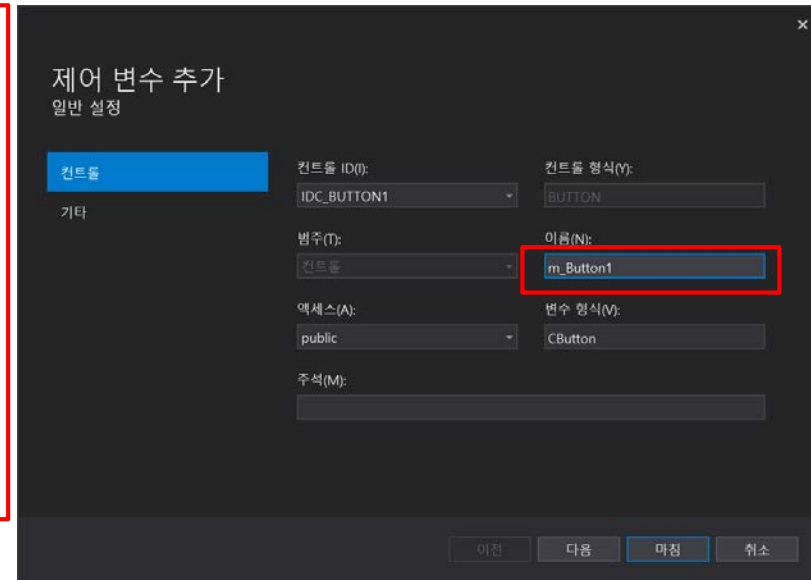 제어 변수 추가
일반 설정
컨트롤
기타
컨트롤 ID(I):
컨트롤 형식(Y):
IDC_BUTTON1
BUTTON
범주(T):
이름(N):
컨트롤
m_Button1
액세스(A):
변수 형식(V):
public
CButton
주석(M):
이전
다음
마침
취소